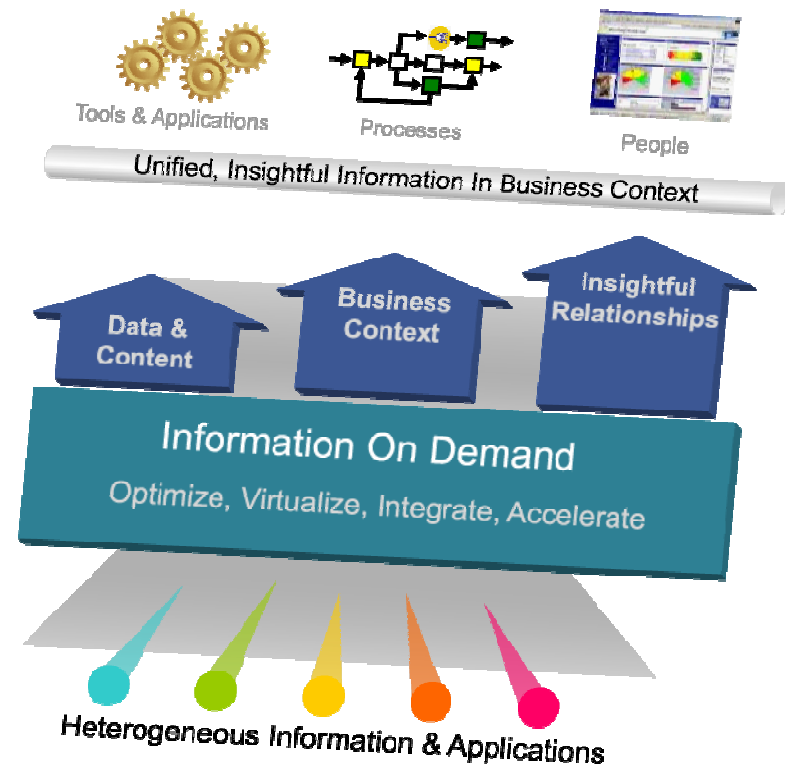 Tools & Applications
Processes
People
Unified, Insightful Information In Business Context
Data &
Content
Business
Context
Insightful
Relationships
Information On Demand
Optimize, Virtualize, Integrate, Accelerate
Heterogeneous Information & Applications